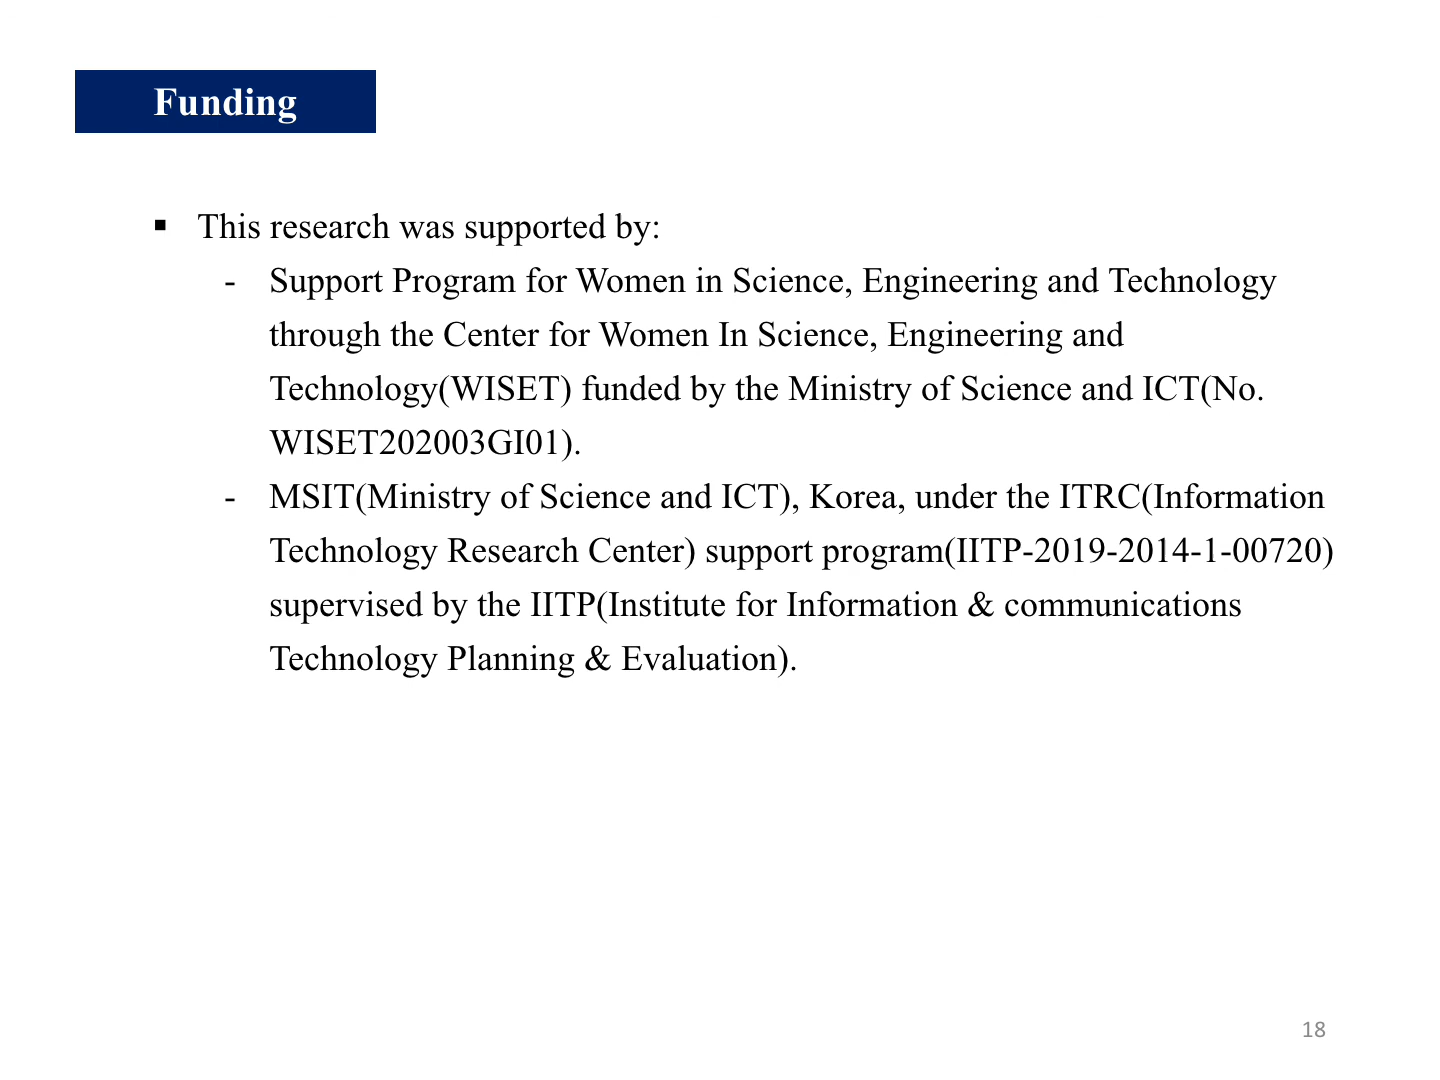 Funding
▪ This research was supported by:
- Support Program for Women in Science, Engineering and Technology
through the Center for Women In Science, Engineering and
Technology(WISET) funded by the Ministry of Science and ICT(No.
WISET202003GI01).
- MSIT(Ministry of Science and ICT), Korea, under the ITRC(Information
Technology Research Center) support program(IITP-2019-2014-1-00720)
supervised by the IITP(Institute for Information & communications
Technology Planning & Evaluation).
18